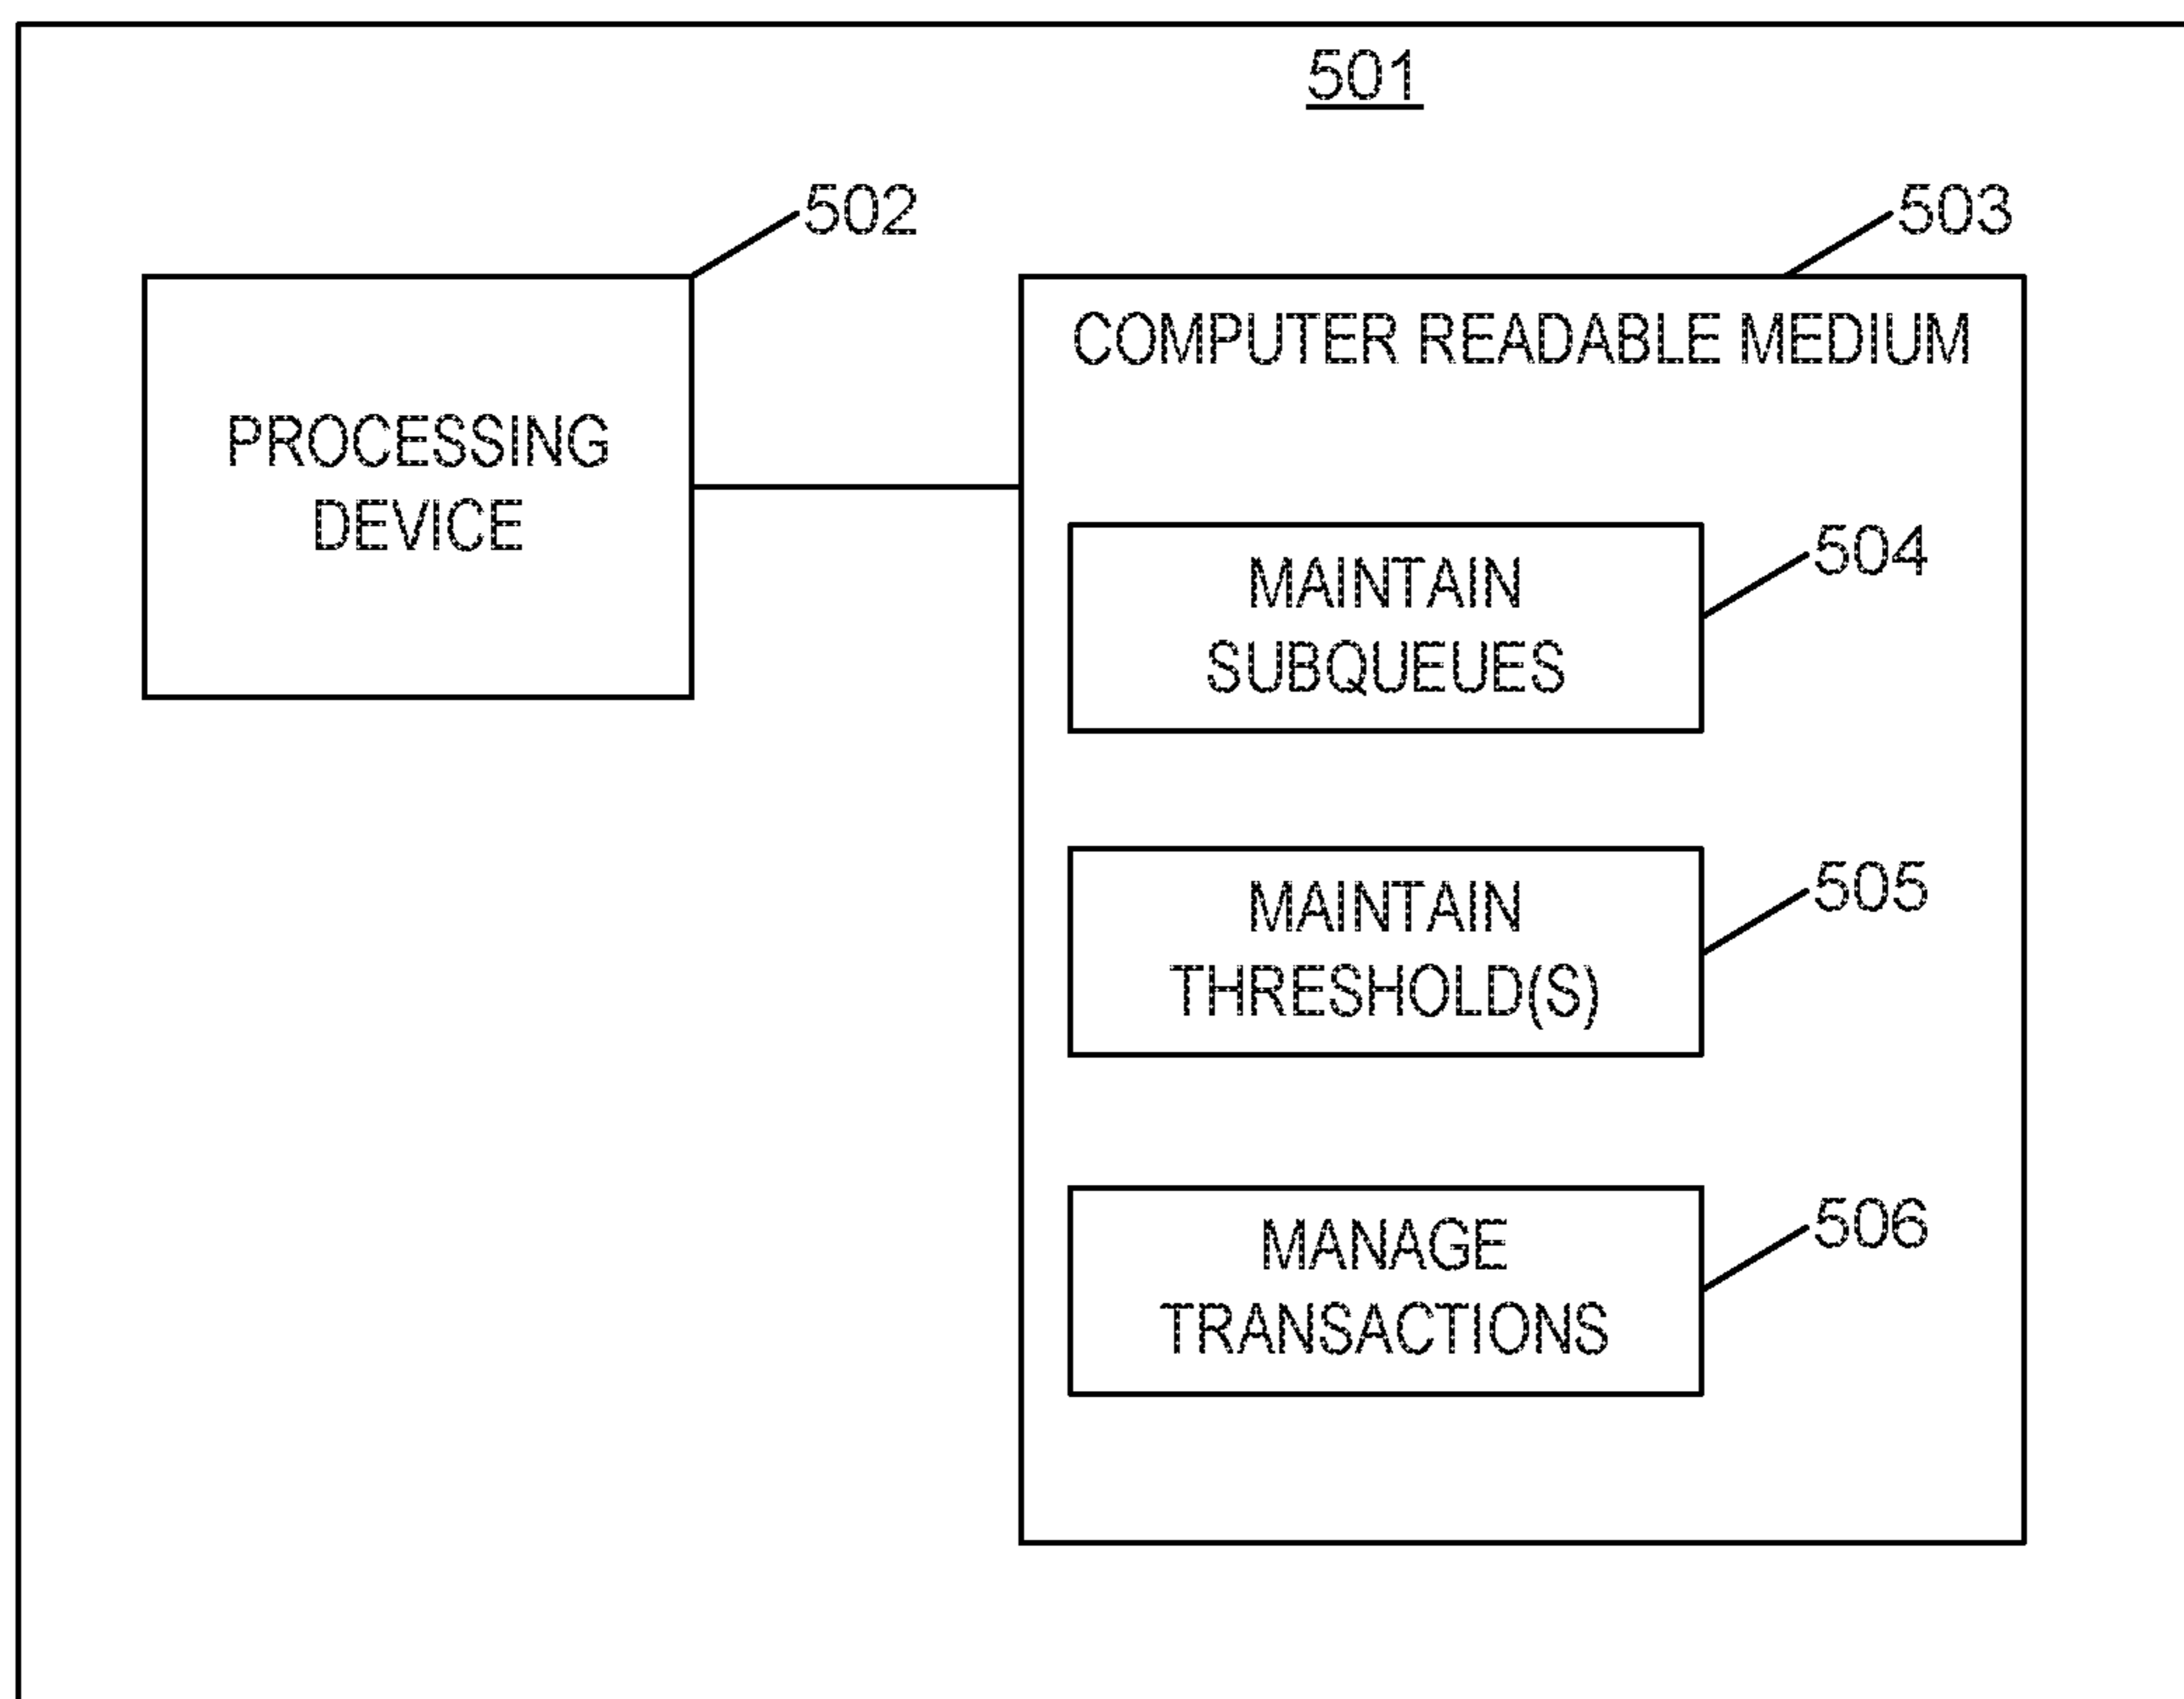 501
502
503
PROCESSING
DEVICE
COMPUTER READABLE MEDIUM
MAINTAIN
SUBQUEUES
504
MAINTAIN
THRESHOLD(S)
505
MANAGE
TRANSACTIONS
506